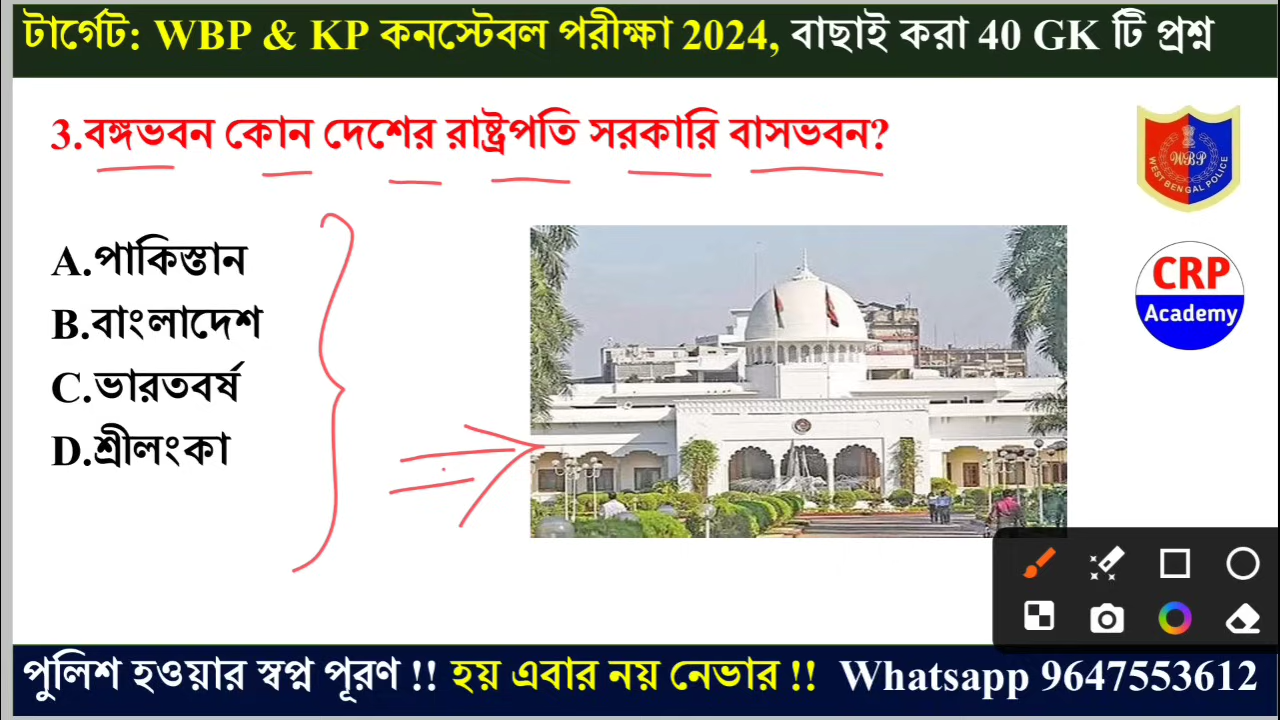 টার্গেট: WBP & KP কনস্টেবল পরীক্ষা 2024, বাছাই করা 40 GK টি প্রশ্ন
3.বঙ্গভবন কোন দেশের রাষ্ট্রপতি সরকারি বাসভবন?
A.পাকিস্তান
B.বাংলাদেশ
C.ভারতবর্ষ
D.শ্রীলংকা
WBP
WEST BENGAL POLICE
CRP
Academy
পুলিশ হওয়ার স্বপ্ন পূরণ !! হয় এবার নয় নেভার !! Whatsapp 9647553612